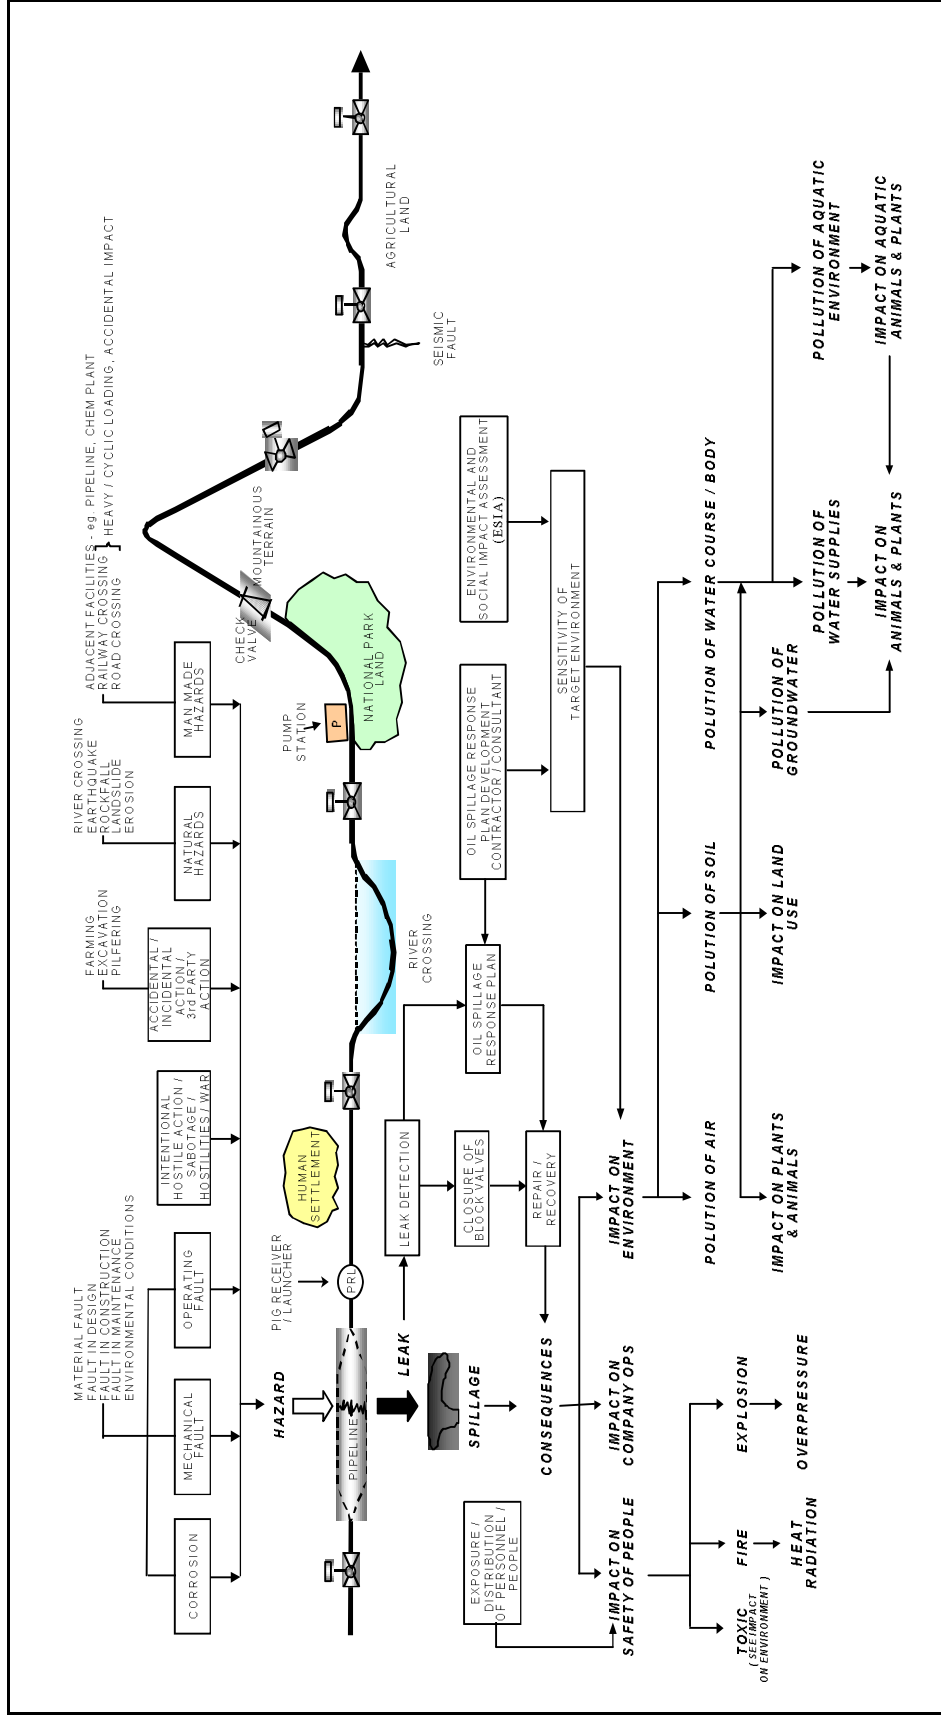 MATERIAL FAULT
FAULT IN DESIGN
FAULT IN CONSTRUCTION
FAULT IN MAINTENANCE
ENVIRONMENTAL CONDITIONS
FARMING
EXCAVATION
PILFERING
RIVER CROSSING
EARTHQUAKE
ROCKFALL
LANDSLIDE
EROSION
ADJACENT FACILITIES - eg. PIPELINE, CHEM PLANT
RAILWAY CROSSING
ROAD CROSSING
HEAVY / CYCLIC LOADING, ACCIDENTAL IMPACT
CORROSION
MECHANICAL
FAULT
OPERATING
FAULT
INTENTIONAL
HOSTILE ACTION /
SABOTAGE /
HOSTILITIES / WAR
ACCIDENTAL /
INCIDENTAL
ACTION /
3rd PARTY
ACTION
NATURAL
HAZARDS
MAN MADE
HAZARDS
HAZARD
PIG RECEIVER
/ LAUNCHER
HUMAN
SETTLEMENT
PUMP
STATION
P
CHECK
VALVE
MOUNTAINOUS
TERRAIN
NATIONAL PARK
LAND
PIPELINE
PRL
RIVER
CROSSING
SEISMIC
FAULT
AGRICULTURAL
LAND
LEAK
LEAK DETECTION
SPILLAGE
CLOSURE OF
BLOCK VALVES
OIL SPILLAGE
RESPONSE PLAN
OIL SPILLAGE RESPONSE
PLAN DEVELOPMENT
CONTRACTOR / CONSULTANT
ENVIRONMENTAL AND
SOCIAL IMPACT ASSESSMENT
(ESIA)
EXPOSURE /
DISTRIBUTION
OF PERSONNEL /
PEOPLE
CONSEQUENCES
REPAIR /
RECOVERY
SENSITIVITY OF
TARGET ENVIRONMENT
IMPACT ON
SAFETY OF PEOPLE
IMPACT ON
COMPANY OPS
IMPACT ON
ENVIRONMENT
POLUTION OF AIR
POLUTION OF SOIL
POLUTION OF WATER COURSE / BODY
TOXIC
( SEE IMPACT
ON ENVIRONMENT )
FIRE
EXPLOSION
HEAT
RADIATION
OVERPRESSURE
IMPACT ON PLANTS
& ANIMALS
IMPACT ON LAND
USE
POLLUTION OF
GROUNDWATER
POLLUTION OF
WATER SUPPLIES
POLLUTION OF AQUATIC
ENVIRONMENT
IMPACT ON
ANIMALS & PLANTS
IMPACT ON AQUATIC
ANIMALS & PLANTS